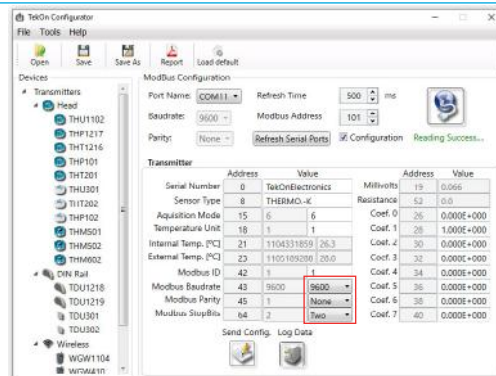 TekOn Configurator
File Tools Help
Open Save Save As Report Load default
Devices
Transmitters
Head
THU1102
THP1217
THT1216
THP101
THT201
THU301
THT202
THP102
THM501
THM502
THM602
DIN Rail
TDU1218
TDU1219
TDU301
TDU302
Wireless
WGW1104
WGW410
ModBus Configuration
Port Name: COM11 Refresh Time 500 ms
Baudrate: 9600 Modbus Address 101
Parity: None Refresh Serial Ports Configuration Reading Success...
Transmitter
Address Value Address Value
Serial Number 0 TekOnElectronics Millivolts 19 0.066
Sensor Type 8 THERMO.-K Resistance 52 0.0
Aquisition Mode 15 6 6 Coef. 0 26 0.000E+000
Temperature Unit 18 1 1 Coef. 1 28 1.000E+000
Internal Temp. [ºC] 21 1104331859 26.3 Coef. 2 30 0.000E+000
External Temp. [ºC] 23 1105189288 28.0 Coef. 3 32 0.000E+000
Modbus ID 42 1 1 Coef. 4 34 0.000E+000
Modbus Baudrate 43 9600 9600 Coef. 5 36 0.000E+000
Modbus Parity 45 1 None Coef. 6 38 0.000E+000
Modbus StopBits 64 2 Two Coef. 7 40 0.000E+000
Send Config. Log Data